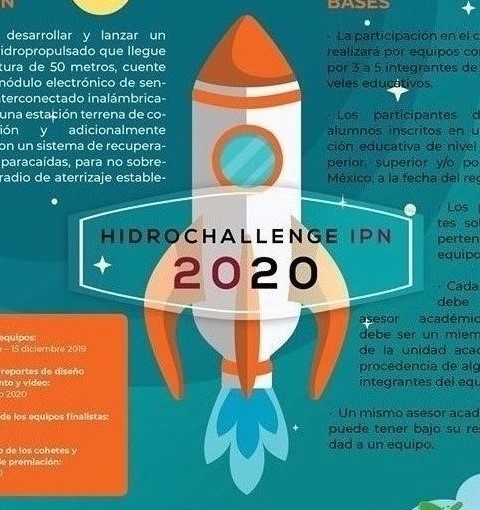 N
desarrollar y lanzar un
idropropulsado que llegue
tura de 50 metros, cuente
módulo electrónico de sen-
nterconectado inalámbrica-
una estación terrena de co-
ión y adicionalmente
on un sistema de recupera-
paracaídas, para no sobre-
radio de aterrizaje estable-
HIDROCHALLENGE IPN
2020
equipos:
– 15 diciembre 2019
reportes de diseño
nto y video:
o 2020
de los equipos finalistas:
o de los cohetes y
de premiación:
BASES
· La participación en el c
realizará por equipos con
por 3 a 5 integrantes de
veles educativos.
· Los participantes d
alumnos inscritos en u
ción educativa de nivel
perior, superior y/o po
México, a la fecha del reg
· Los p
tes sol
perten
equipo
· Cada
debe
asesor académic
debe ser un miem
de la unidad acad
procedencia de alg
integrantes del equ
· Un mismo asesor acad
puede tener bajo su res
dad a un equipo.